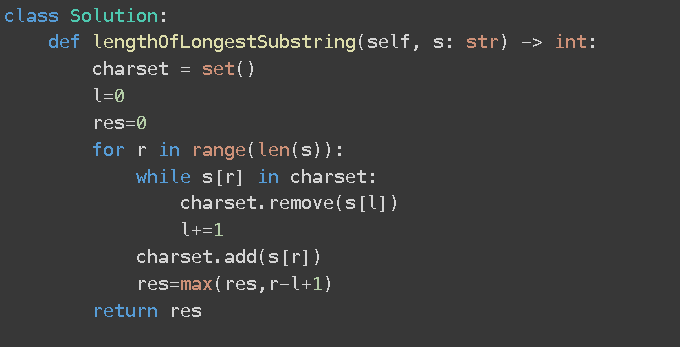 class Solution:
    def lengthOfLongestSubstring(self, s: str) -> int:
        charset = set()
        l=0
        res=0
        for r in range(len(s)):
            while s[r] in charset:
                charset.remove(s[l])
                l+=1
            charset.add(s[r])
            res=max(res,r-l+1)
        return res